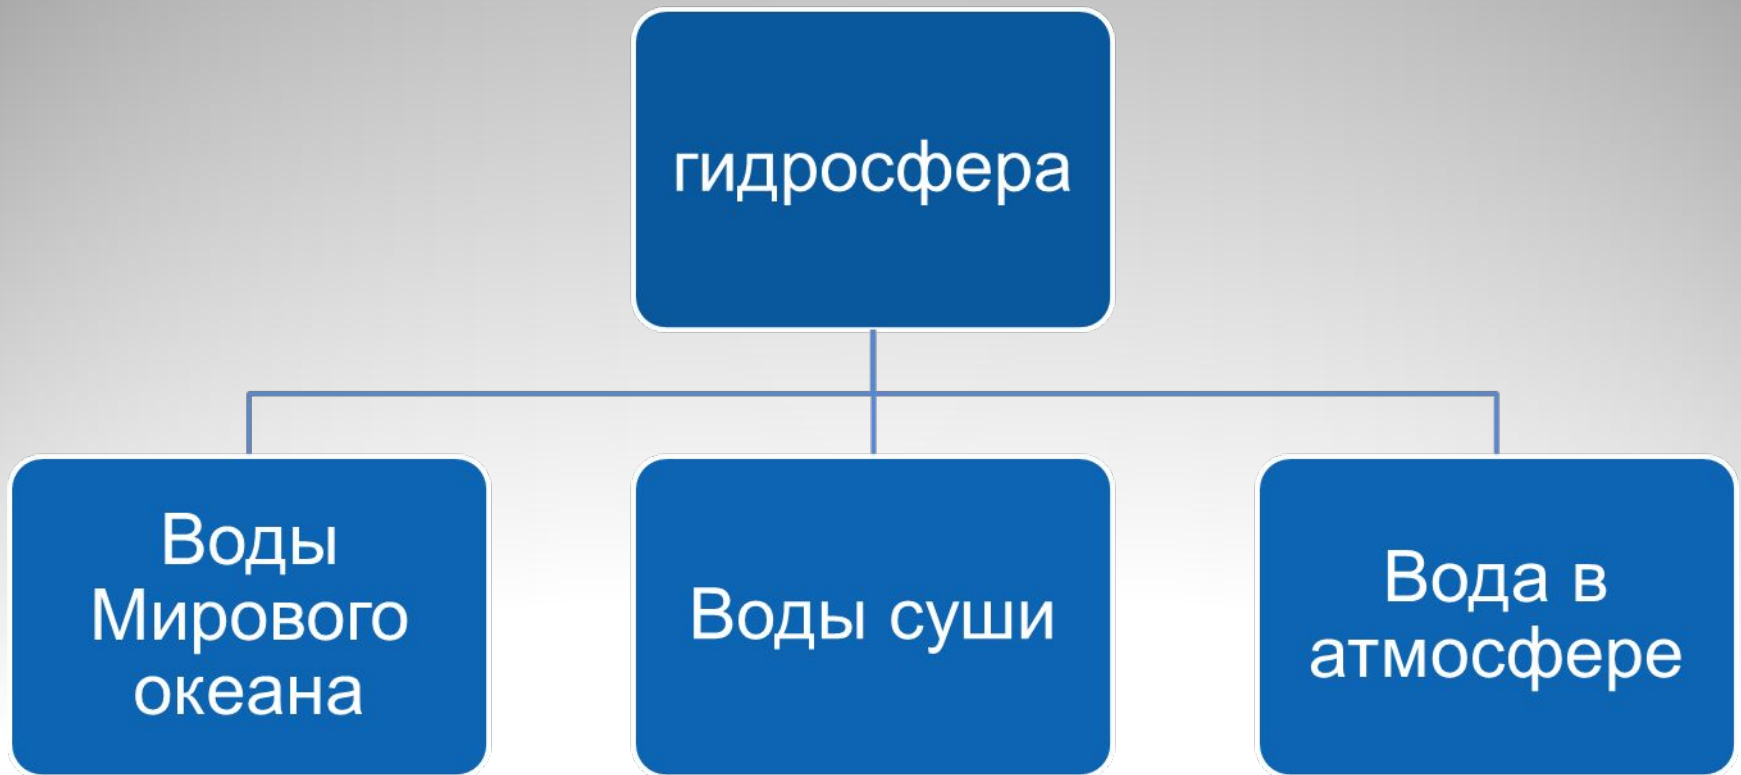 гидросфера
Воды
Мирового
океана
Воды суши
Вода в
атмосфере